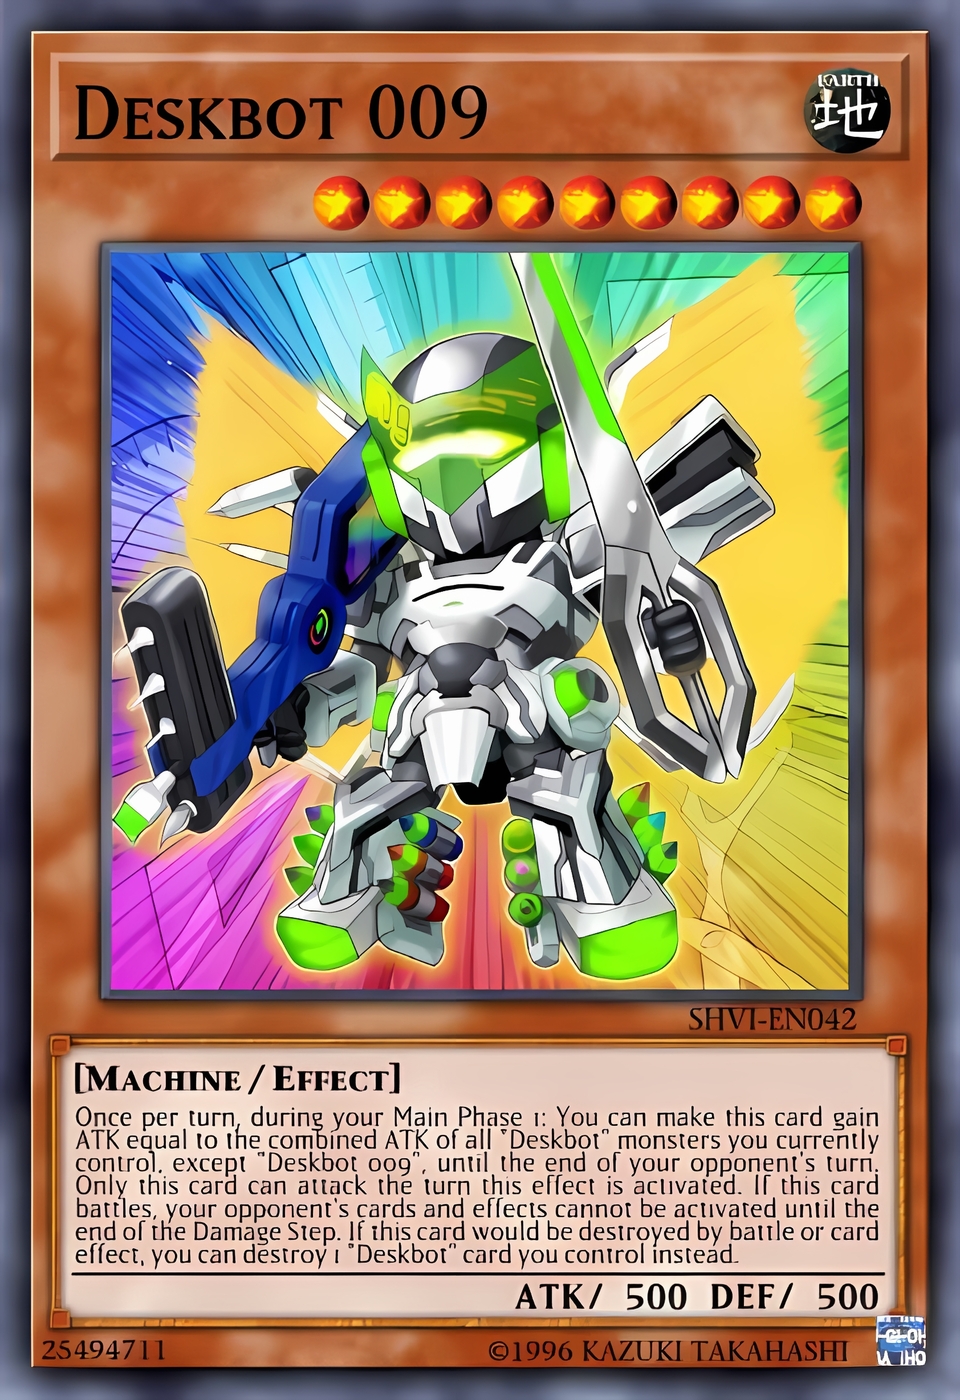 DESKBOT 009
EARTH
地
09
SHVI-EN042
[MACHINE / EFFECT]
Once per turn, during your Main Phase 1: You can make this card gain
ATK equal to the combined ATK of all "Deskbot" monsters you currently
control, except "Deskbot 009", until the end of your opponent's turn.
Only this card can attack the turn this effect is activated. If this card
battles, your opponent's cards and effects cannot be activated until the
end of the Damage Step. If this card would be destroyed by battle or card
effect, you can destroy 1 "Deskbot" card you control instead.
ATK/ 500 DEF/ 500
25494711
©1996 KAZUKI TAKAHASHI